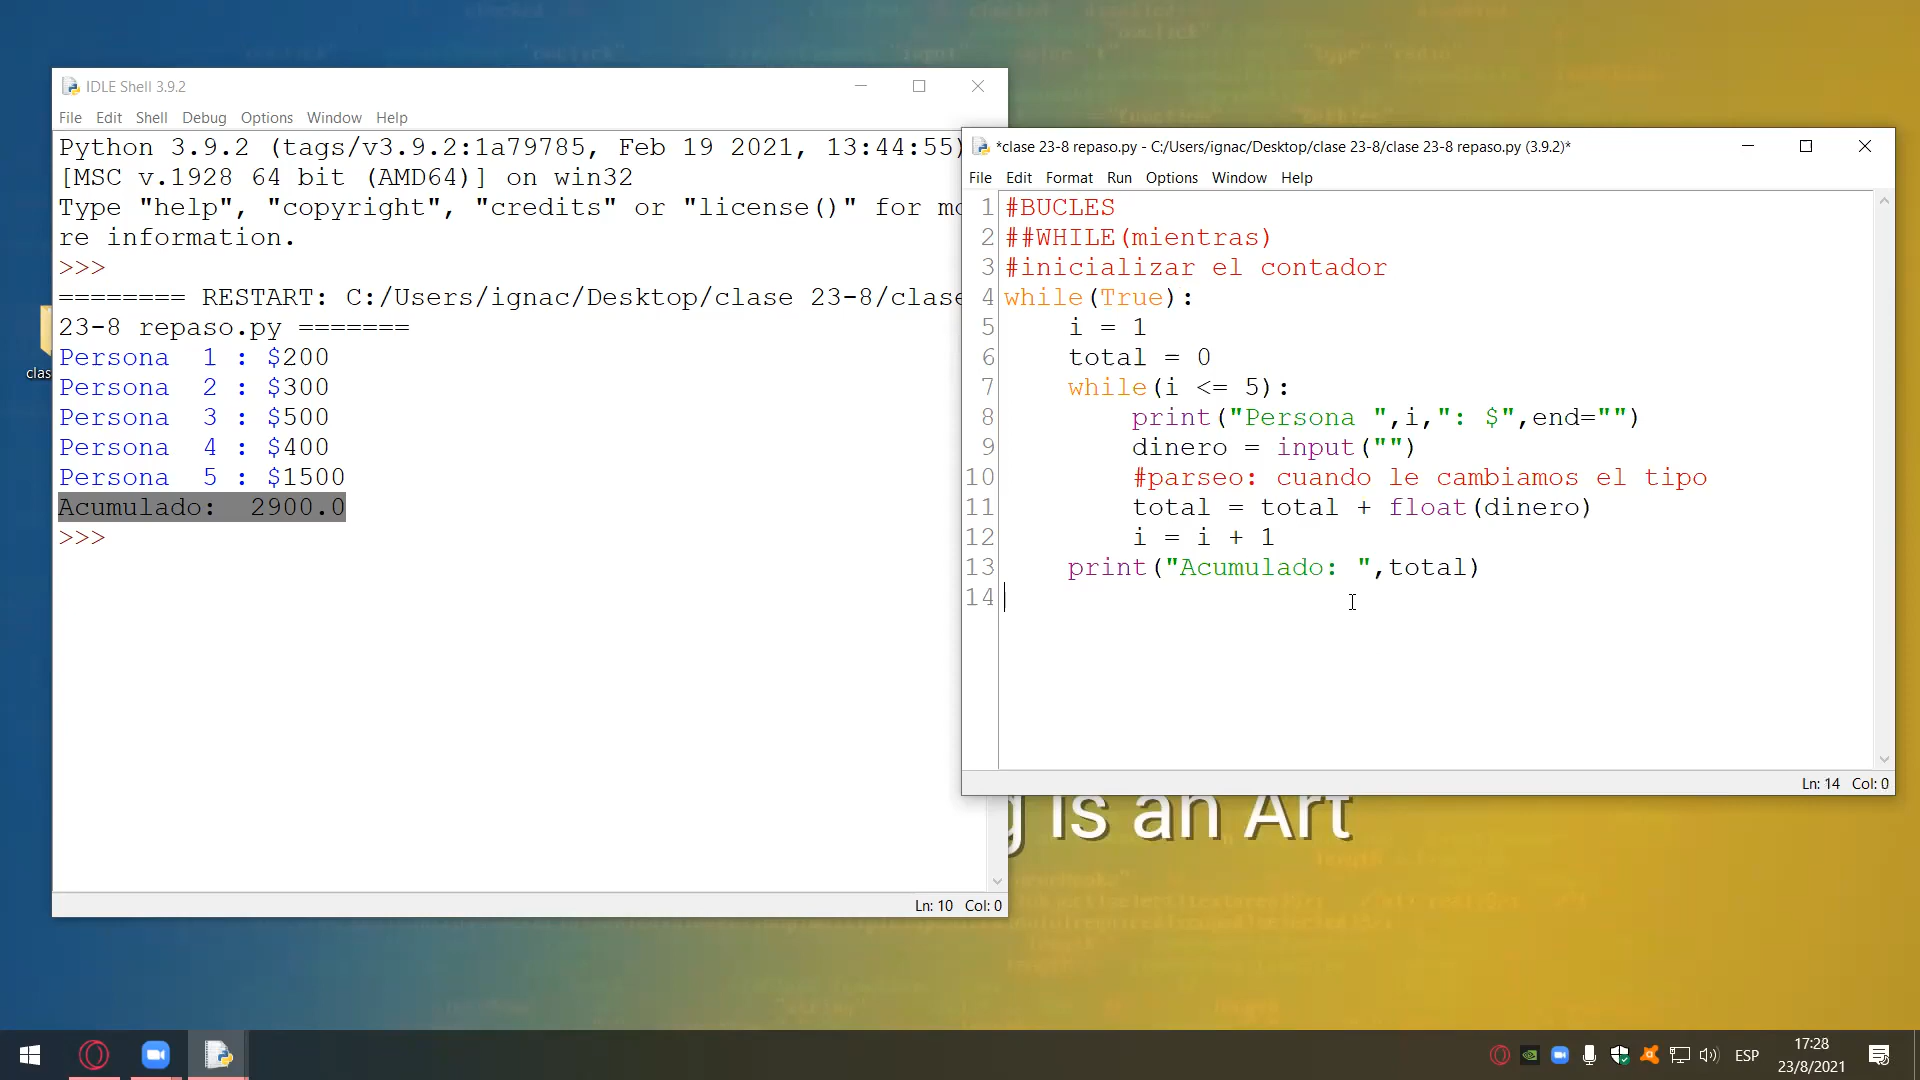 IDLE Shell 3.9.2
File Edit Shell Debug Options Window Help
Python 3.9.2 (tags/v3.9.2:1a79785, Feb 19 2021, 13:44:55)
[MSC v.1928 64 bit (AMD64)] on win32
Type "help", "copyright", "credits" or "license()" for mo
re information.
>>>
======== RESTART: C:/Users/ignac/Desktop/clase 23-8/clase
23-8 repaso.py =======
Persona  1 : $200
Persona  2 : $300
Persona  3 : $500
Persona  4 : $400
Persona  5 : $1500
Acumulado:  2900.0
>>>
Ln: 10 Col: 0
clas
*clase 23-8 repaso.py - C:/Users/ignac/Desktop/clase 23-8/clase 23-8 repaso.py (3.9.2)*
File Edit Format Run Options Window Help
1 #BUCLES
2 ##WHILE(mientras)
3 #inicializar el contador
4 while(True):
5     i = 1
6     total = 0
7     while(i <= 5):
8         print("Persona ",i,": $",end="")
9         dinero = input("")
10         #parseo: cuando le cambiamos el tipo
11         total = total + float(dinero)
12         i = i + 1
13     print("Acumulado: ",total)
14
Ln: 14 Col: 0
g is an Art
ESP
17:28
23/8/2021